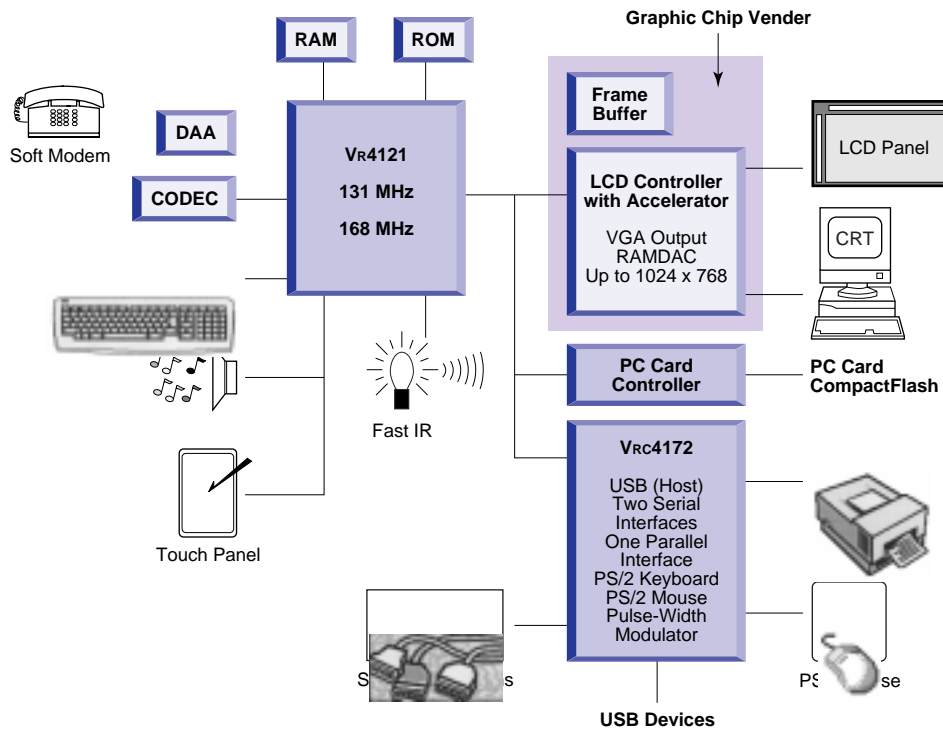 Graphic Chip Vender
RAM
ROM
Frame
Buffer
DAA
Soft Modem
LCD Panel
VR4121
131 MHz
168 MHz
CODEC
LCD Controller
with Accelerator
VGA Output
RAMDAC
Up to 1024 x 768
CRT
PC Card
Controller
PC Card
CompactFlash
Fast IR
VRC4172
USB (Host)
Two Serial
Interfaces
One Parallel
Interface
PS/2 Keyboard
PS/2 Mouse
Pulse-Width
Modulator
Touch Panel
USB Devices